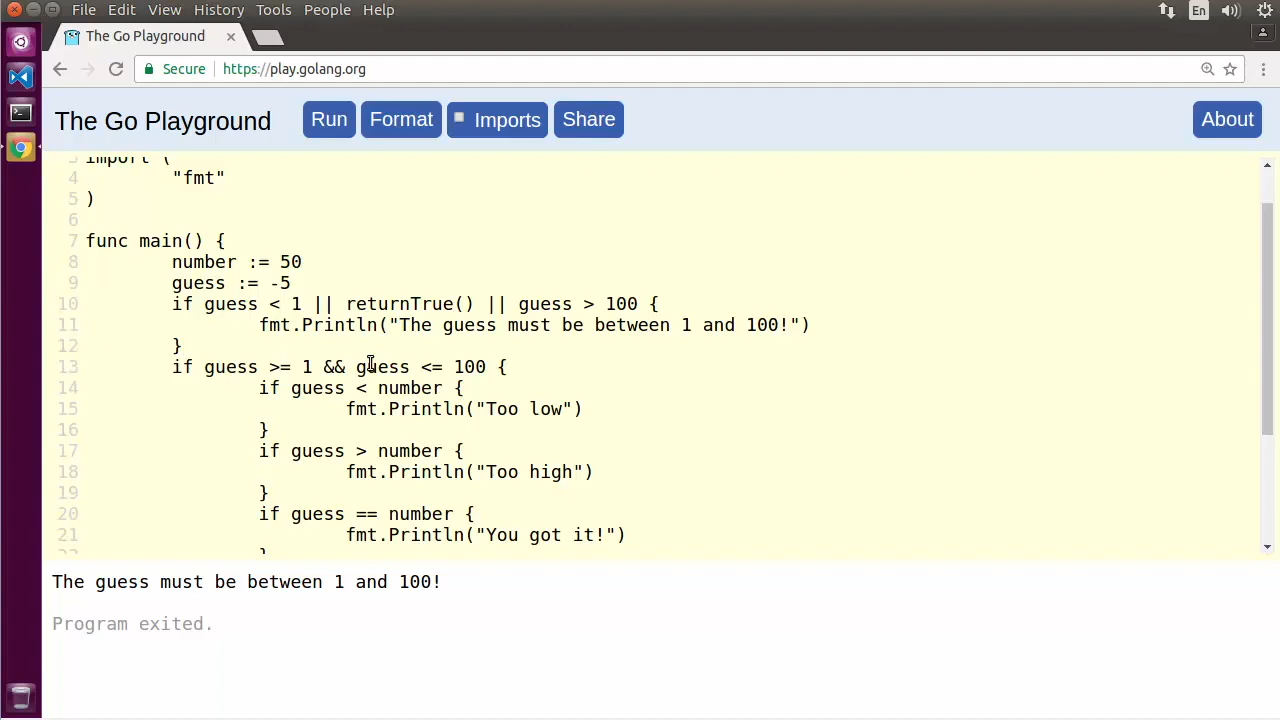 File Edit View History Tools People Help
En
The Go Playground
Secure https://play.golang.org
The Go Playground Run Format Imports Share About
3 import (
4 "fmt"
5 )
6
7 func main() {
8 number := 50
9 guess := -5
10 if guess < 1 || returnTrue() || guess > 100 {
11 fmt.Println("The guess must be between 1 and 100!")
12 }
13 if guess >= 1 && guess <= 100 {
14 if guess < number {
15 fmt.Println("Too low")
16 }
17 if guess > number {
18 fmt.Println("Too high")
19 }
20 if guess == number {
21 fmt.Println("You got it!")
22 }
The guess must be between 1 and 100!
Program exited.